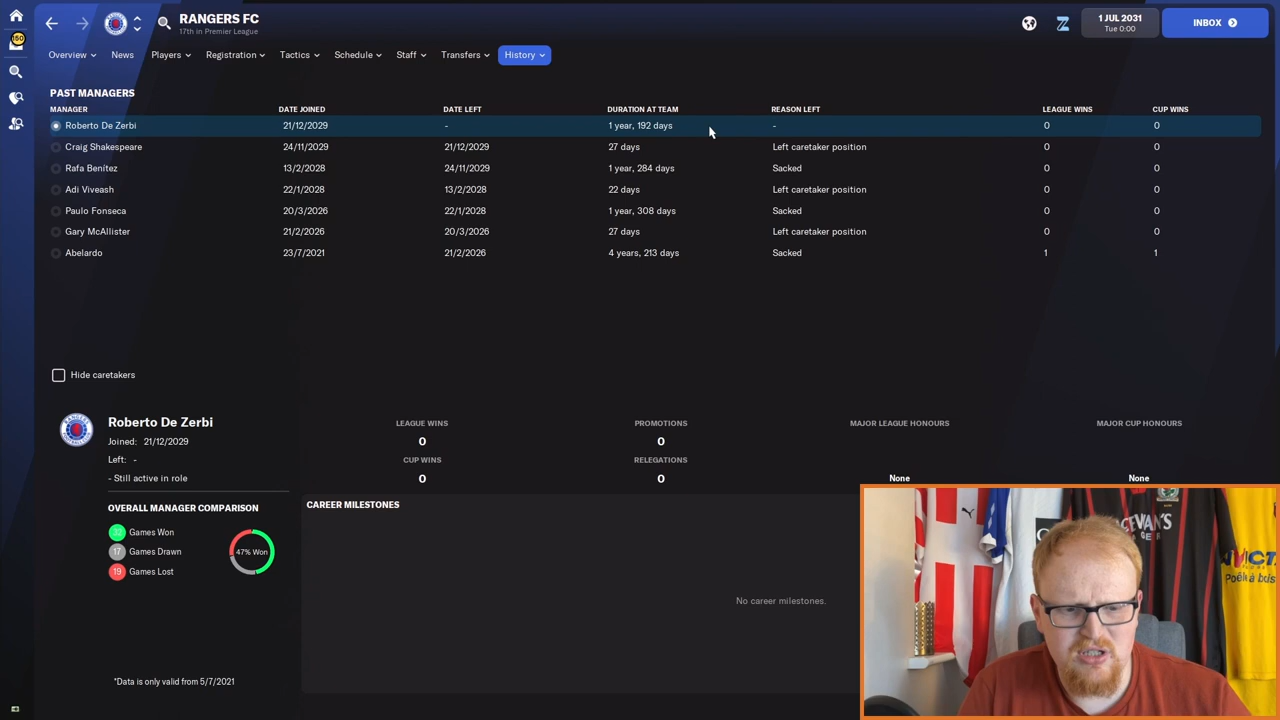 RANGERS FC
17th in Premier League
1 JUL 2031
Tue 0:00
INBOX
150
Overview
News
Players
Registration
Tactics
Schedule
Staff
Transfers
History
PAST MANAGERS
MANAGER DATE JOINED DATE LEFT DURATION AT TEAM REASON LEFT LEAGUE WINS CUP WINS
Roberto De Zerbi 21/12/2029 - 1 year, 192 days - 0 0
Craig Shakespeare 24/11/2029 21/12/2029 27 days Left caretaker position 0 0
Rafa Benítez 13/2/2028 24/11/2029 1 year, 284 days Sacked 0 0
Adi Viveash 22/1/2028 13/2/2028 22 days Left caretaker position 0 0
Paulo Fonseca 20/3/2026 22/1/2028 1 year, 308 days Sacked 0 0
Gary McAllister 21/2/2026 20/3/2026 27 days Left caretaker position 0 0
Abelardo 23/7/2021 21/2/2026 4 years, 213 days Sacked 1 1
Hide caretakers
Roberto De Zerbi
Joined: 21/12/2029
Left: -
- Still active in role
LEAGUE WINS
0
CUP WINS
0
PROMOTIONS
0
RELEGATIONS
0
MAJOR LEAGUE HONOURS
None
MAJOR CUP HONOURS
None
OVERALL MANAGER COMPARISON
Games Won
17 Games Drawn
19 Games Lost
47% Won
CAREER MILESTONES
No career milestones.
*Data is only valid from 5/7/2021